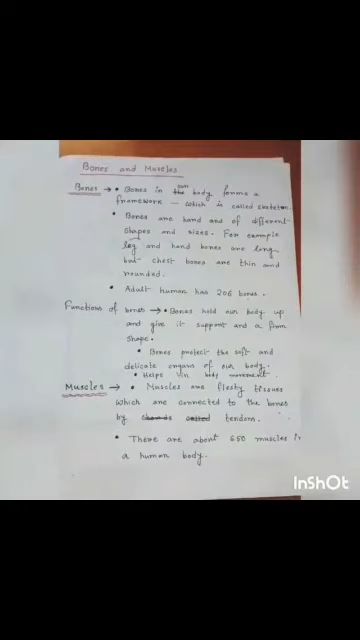 Bones and Muscles
Bones → • Bones in our the body forms a
framework – which is called skeleton.
• Bones are hard and of different
shapes and sizes. For example
leg and hand bones are long
but chest bones are thin and
rounded.
• Adult human has 206 bones.
Functions of bones → • Bones hold our body up
and give it support and a firm
shape.
• Bones protect the soft and
delicate organs of our body.
• Helps in body movement.
Muscles → • Muscles are flesty tissues
which are connected to the bones
by called tendons.
• There are about 650 muscles in
a human body.
InShOt